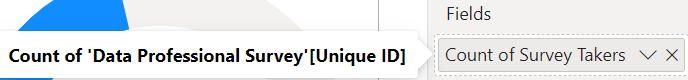 Fields
Count of 'Data Professional Survey'[Unique ID]
Count of Survey Takers